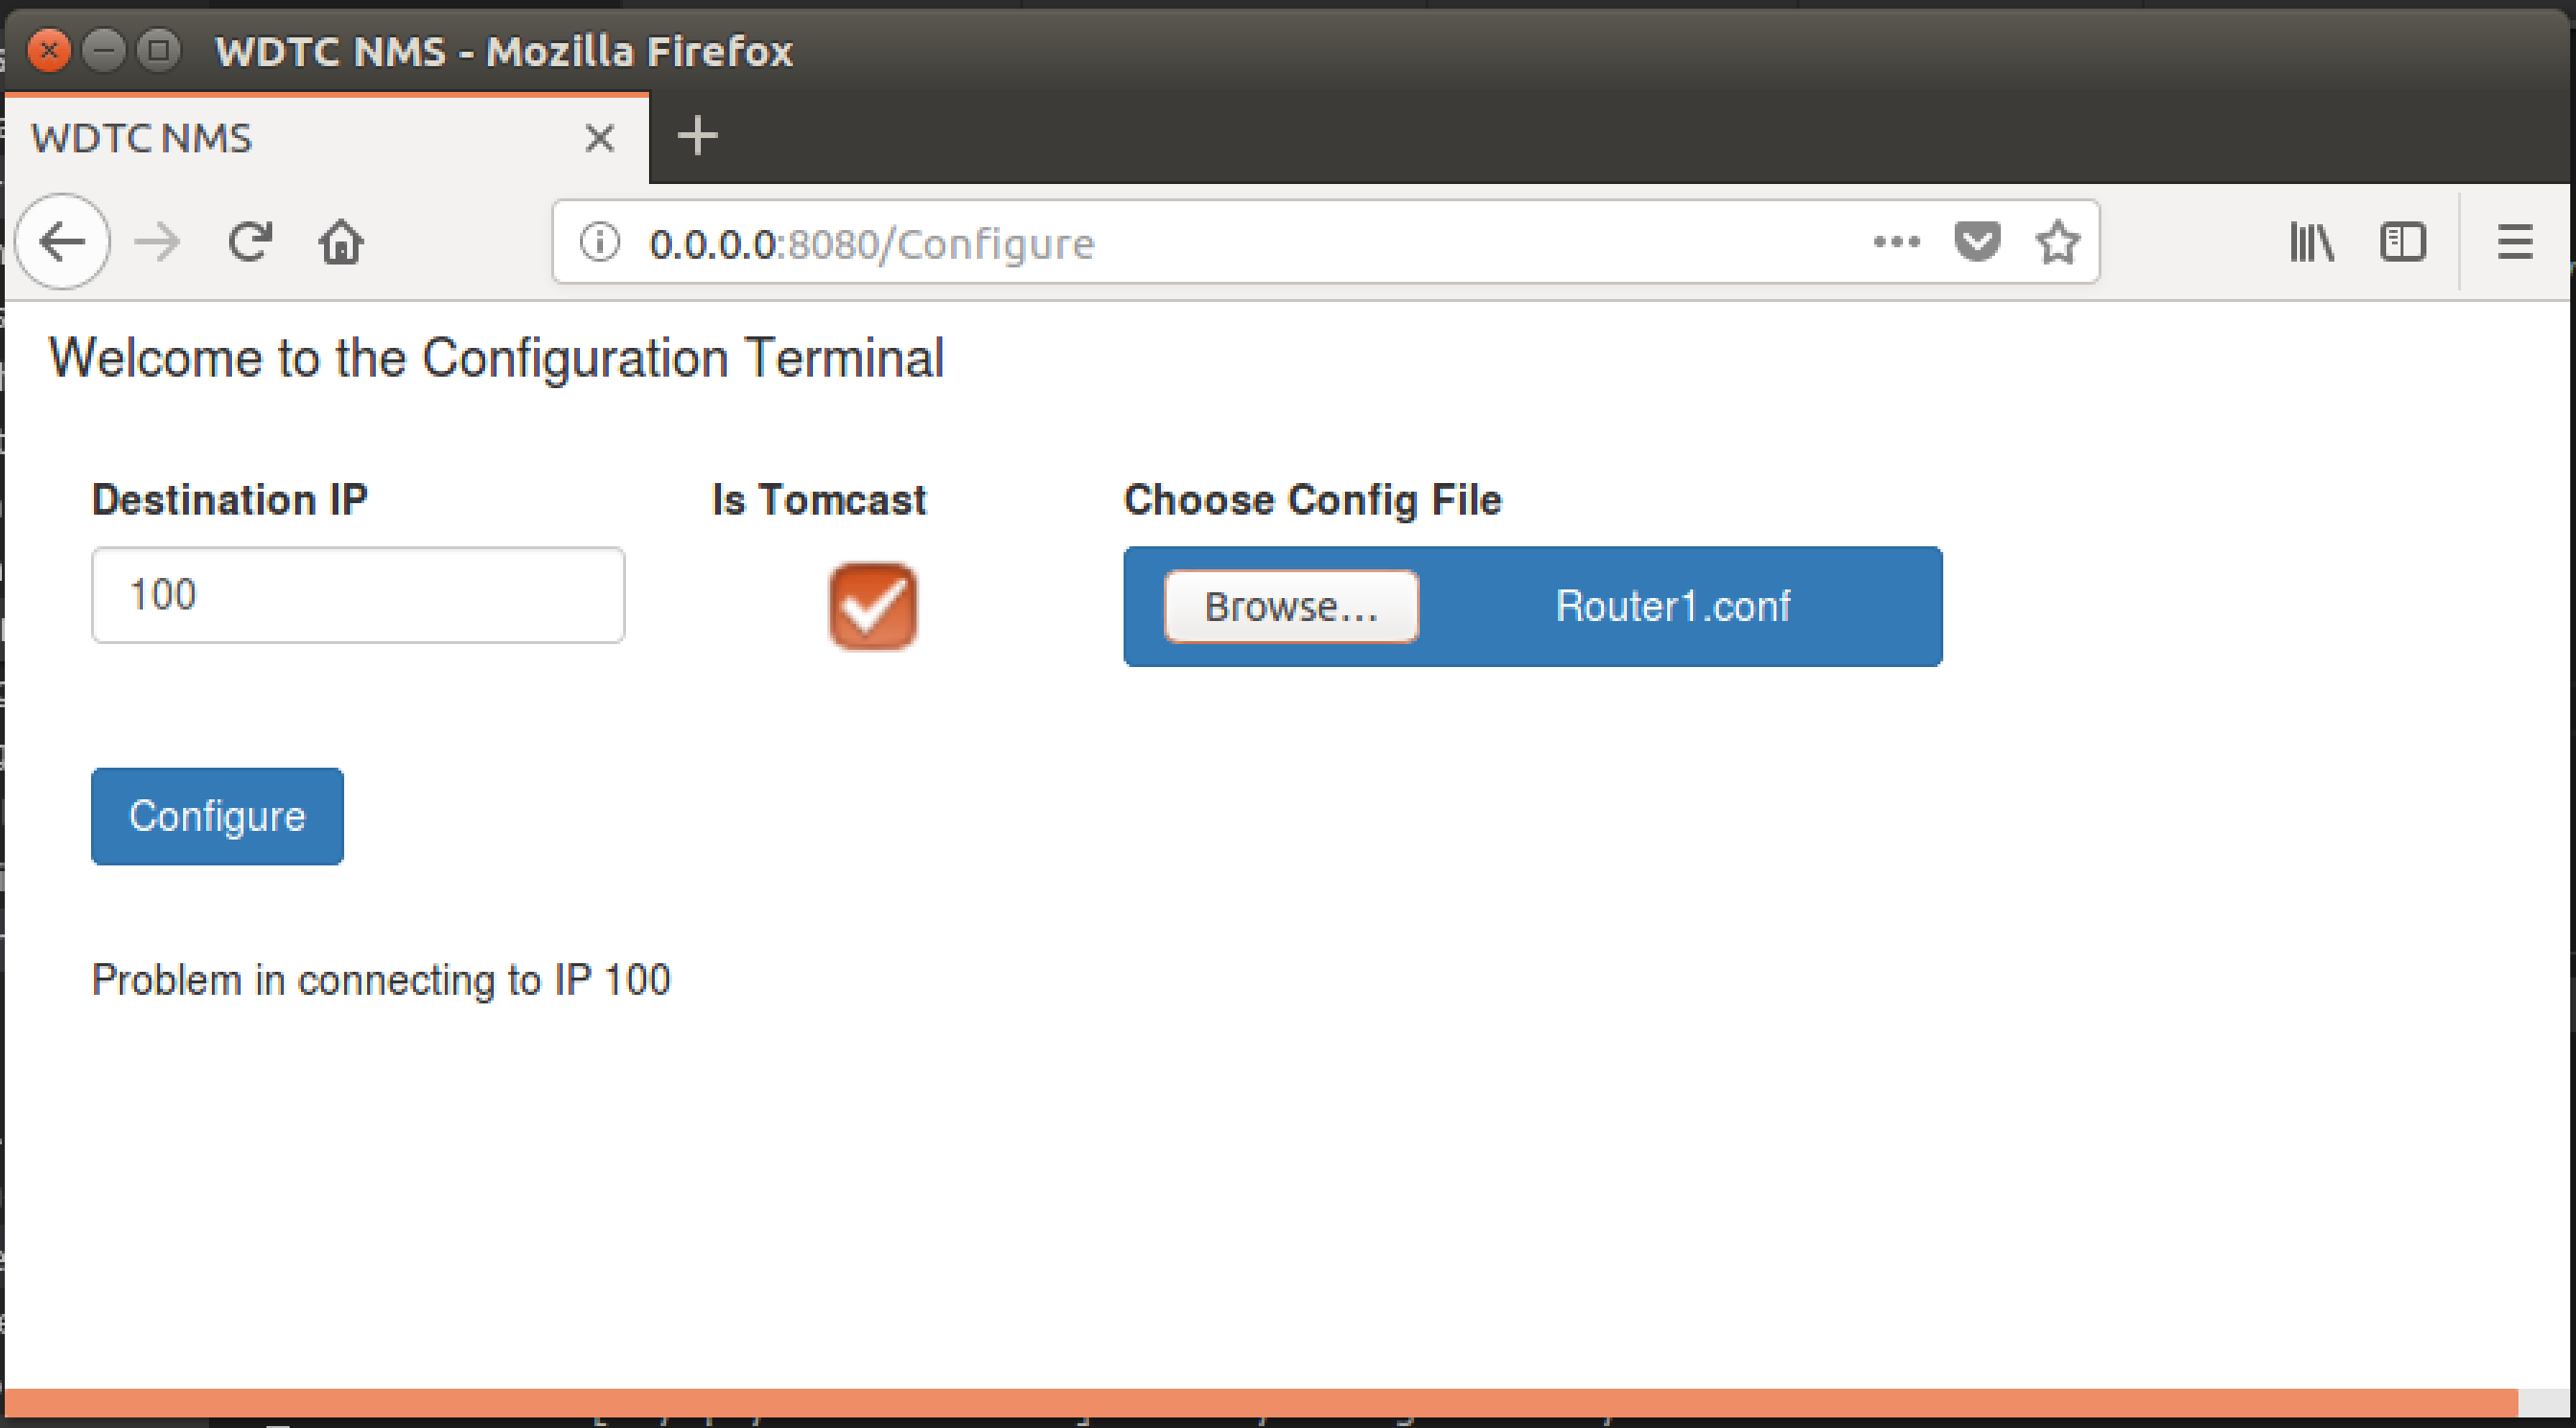 WDTC NMS - Mozilla Firefox
WDTC NMS
0.0.0.0:8080/Configure
Welcome to the Configuration Terminal
Destination IP Is Tomcast Choose Config File
100 Browse... Router1.conf
Configure
Problem in connecting to IP 100